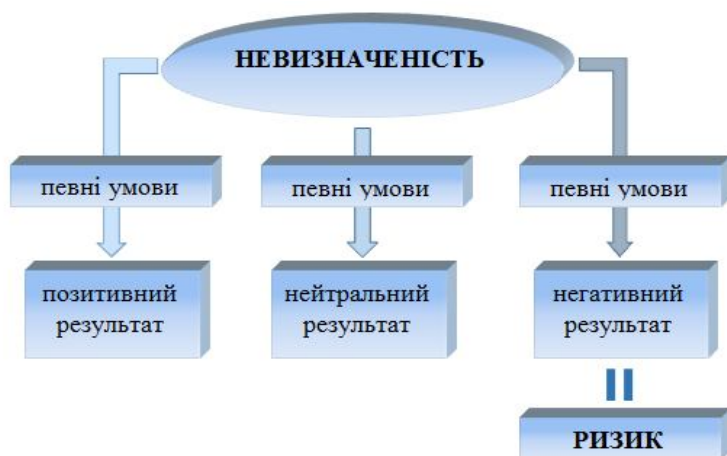 НЕВИЗНАЧЕНІСТЬ
певні умови
певні умови
певні умови
позитивний
результат
нейтральний
результат
негативний
результат
РИЗИК